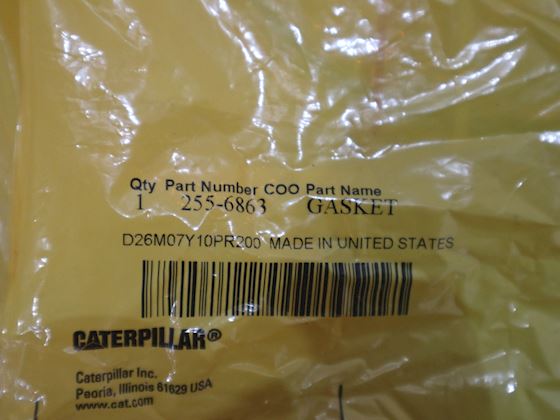 Qty Part Number COO Part Name
1 255-6863 GASKET
D26M07Y10PR200 MADE IN UNITED STATES
CATERPILLAR®
Caterpillar Inc.
Peoria, Illinois 61629 USA
www.cat.com